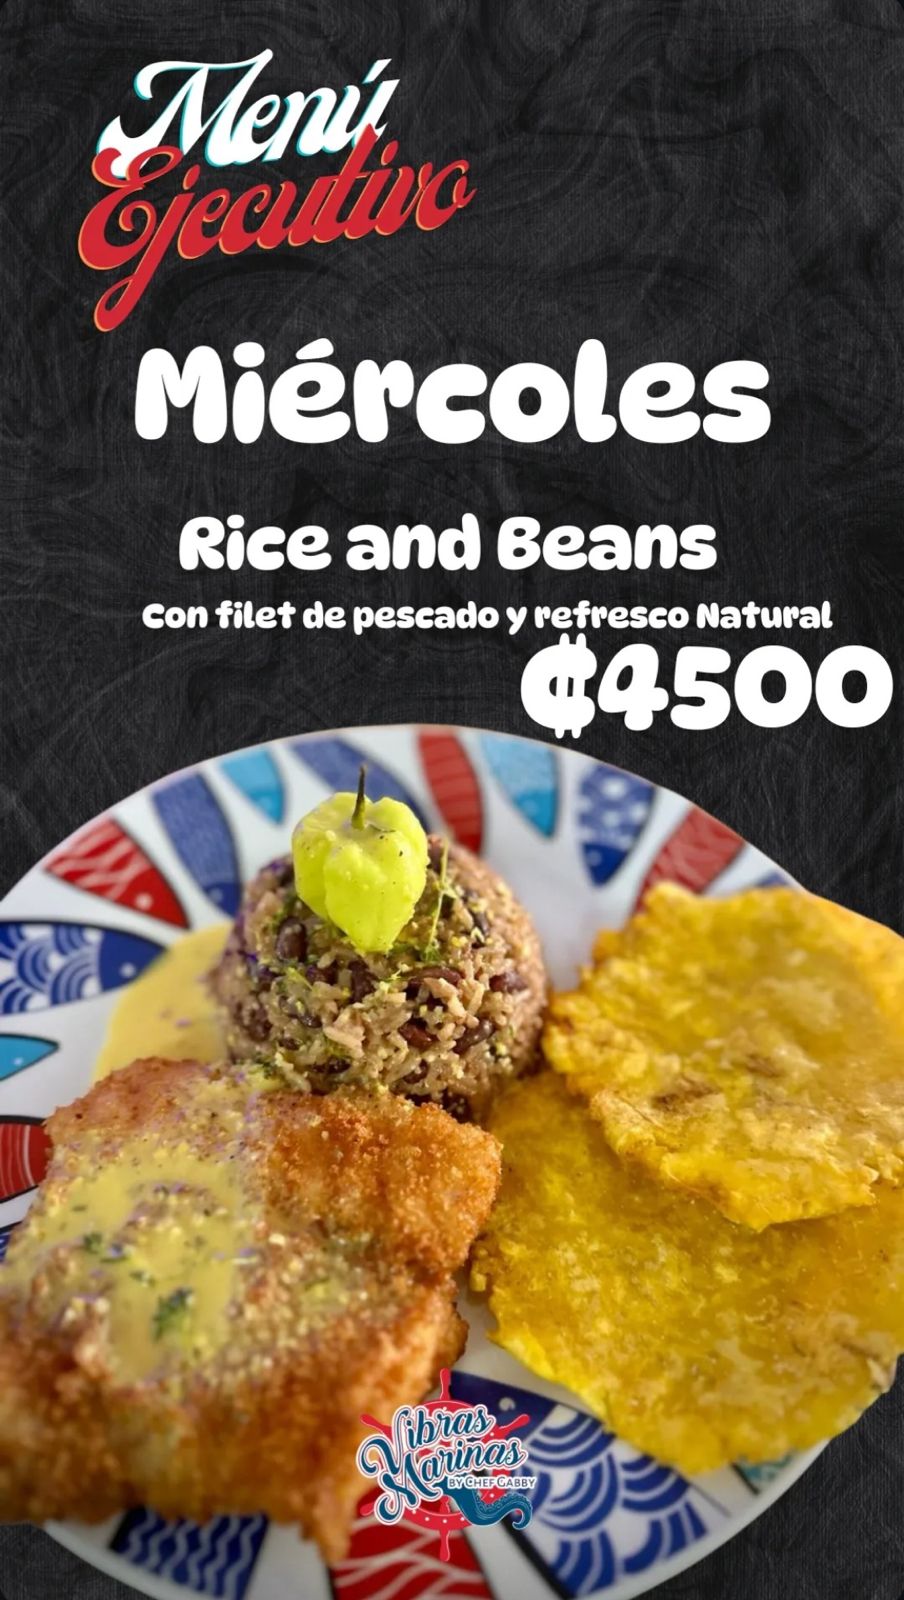 Menú
Ejecutivo
Miércoles
Rice and Beans
Con filet de pescado y refresco Natural
₡4500
Vibras
Marinas
BY CHEF GABBY